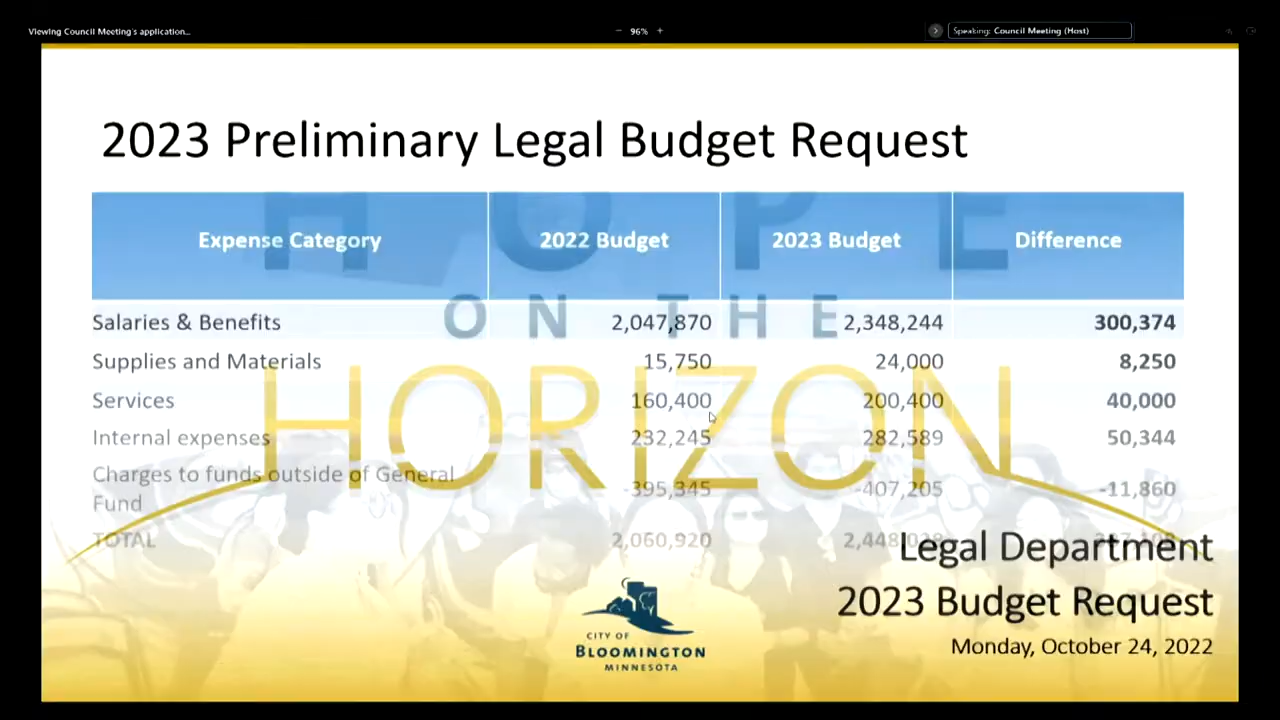 Viewing Council Meeting's application...
96%
Speaking: Council Meeting (Host)
2023 Preliminary Legal Budget Request
HOPE
Expense Category 2022 Budget 2023 Budget Difference
ON THE
Salaries & Benefits 2,047,870 2,348,244 300,374
Supplies and Materials 15,750 24,000 8,250
HORIZON
Services 160,400 200,400 40,000
Internal expenses 232,245 282,589 50,344
Charges to funds outside of General
Fund -395,345 -407,205 -11,860
TOTAL 2,060,920
Legal Department
2023 Budget Request
Monday, October 24, 2022
CITY OF
BLOOMINGTON
MINNESOTA